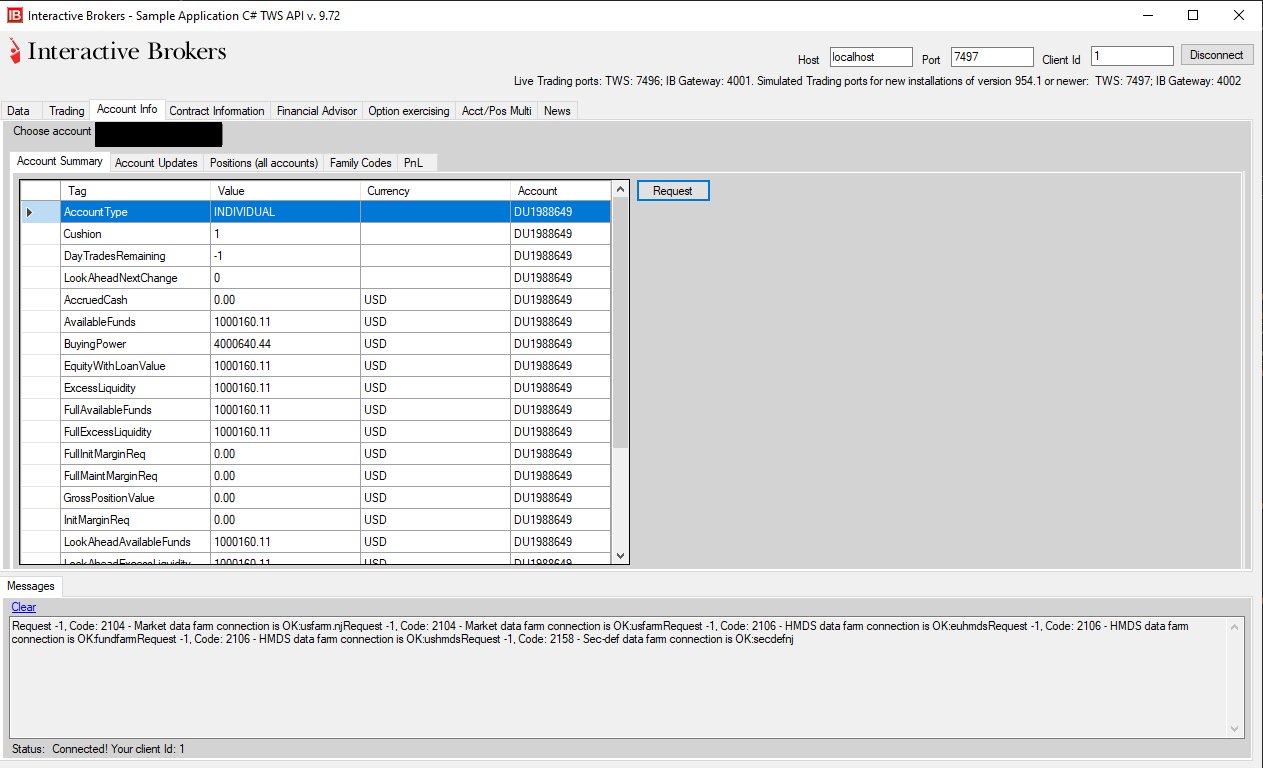 Interactive Brokers - Sample Application C# TWS API v. 9.72
Interactive Brokers
Host localhost Port 7497 Client Id 1 Disconnect
Live Trading ports: TWS: 7496; IB Gateway: 4001. Simulated Trading ports for new installations of version 954.1 or newer: TWS: 7497; IB Gateway: 4002
Data Trading Account Info Contract Information Financial Advisor Option exercising Acct/Pos Multi News
Choose account
Account Summary Account Updates Positions (all accounts) Family Codes PnL
Tag Value Currency Account Request
AccountType INDIVIDUAL DU1988649
Cushion 1 DU1988649
DayTradesRemaining -1 DU1988649
LookAheadNextChange 0 DU1988649
AccruedCash 0.00 USD DU1988649
AvailableFunds 1000160.11 USD DU1988649
BuyingPower 4000640.44 USD DU1988649
EquityWithLoanValue 1000160.11 USD DU1988649
ExcessLiquidity 1000160.11 USD DU1988649
FullAvailableFunds 1000160.11 USD DU1988649
FullExcessLiquidity 1000160.11 USD DU1988649
FullInitMarginReq 0.00 USD DU1988649
FullMaintMarginReq 0.00 USD DU1988649
GrossPositionValue 0.00 USD DU1988649
InitMarginReq 0.00 USD DU1988649
LookAheadAvailableFunds 1000160.11 USD DU1988649
LookAheadExcessLiquidity 1000160.11 USD DU1988649
Messages
Clear
Request -1, Code: 2104 - Market data farm connection is OK:usfarm.njRequest -1, Code: 2104 - Market data farm connection is OK:usfarmRequest -1, Code: 2106 - HMDS data farm connection is OK:euhmdsRequest -1, Code: 2106 - HMDS data farm
connection is OK:fundfarmRequest -1, Code: 2106 - HMDS data farm connection is OK:ushmdsRequest -1, Code: 2158 - Sec-def data farm connection is OK:secdefnj
Status: Connected! Your client Id: 1